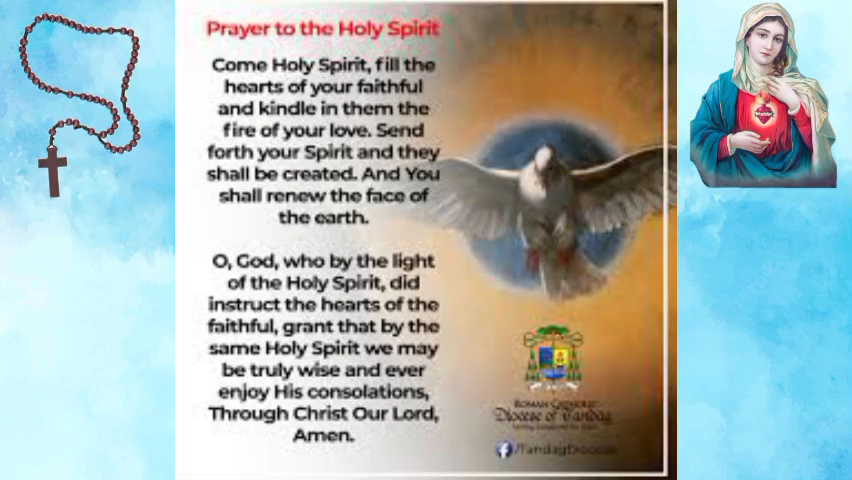 Prayer to the Holy Spirit
Come Holy Spirit, fill the
hearts of your faithful
and kindle in them the
fire of your love. Send
forth your Spirit and they
shall be created. And You
shall renew the face of
the earth.
O, God, who by the light
of the Holy Spirit, did
instruct the hearts of the
faithful, grant that by the
same Holy Spirit we may
be truly wise and ever
enjoy His consolations,
Through Christ Our Lord,
Amen.
ROMAN CATHOLIC
Diocese of Tandag
/TandagDiocese